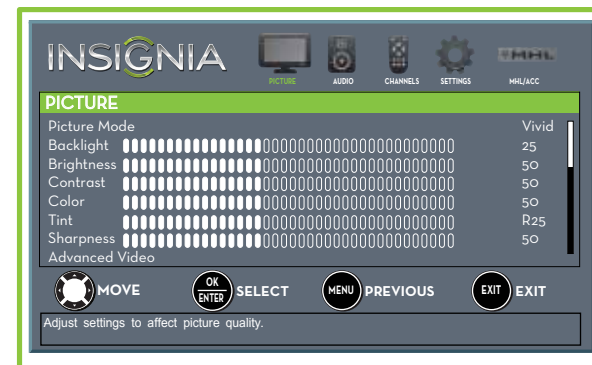 INSIGNIA
PICTURE AUDIO CHANNELS SETTINGS MHL/ACC
MHL
PICTURE
Picture Mode Vivid
Backlight 25
Brightness 50
Contrast 50
Color 50
Tint R25
Sharpness 50
Advanced Video
MOVE OK ENTER SELECT MENU PREVIOUS EXIT EXIT
Adjust settings to affect picture quality.